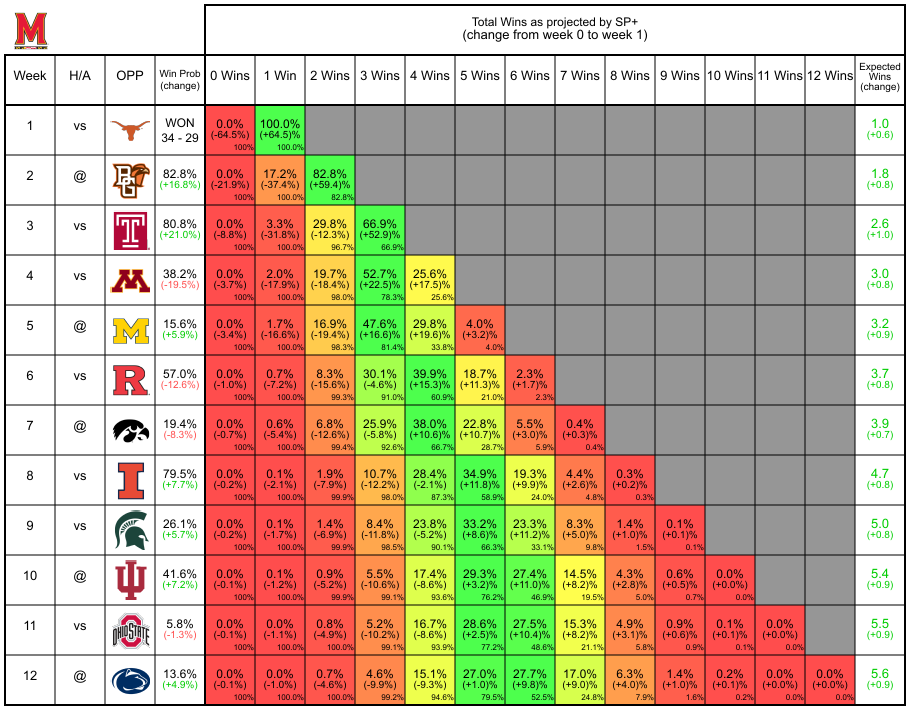 M
Total Wins as projected by SP+
(change from week 0 to week 1)
Week H/A OPP Win Prob (change) 0 Wins 1 Win 2 Wins 3 Wins 4 Wins 5 Wins 6 Wins 7 Wins 8 Wins 9 Wins 10 Wins 11 Wins 12 Wins Expected Wins (change)
1 vs WON 0.0% 100.0% 1.0
34 - 29 (-64.5%) (+64.5)% (+0.6)
100% 100.0%
2 @ BG 82.8% 0.0% 17.2% 82.8% 1.8
(+16.8%) (-21.9%) (-37.4%) (+59.4)% (+0.8)
100% 100.0% 82.8%
3 vs T 80.8% 0.0% 3.3% 29.8% 66.9% 2.6
(+21.0%) (-8.8%) (-31.8%) (-12.3%) (+52.9)% (+1.0)
100% 100.0% 96.7% 66.9%
4 vs M 38.2% 0.0% 2.0% 19.7% 52.7% 25.6% 3.0
(-19.5%) (-3.7%) (-17.9%) (-18.4%) (+22.5)% (+17.5)% (+0.8)
100% 100.0% 98.0% 78.3% 25.6%
5 @ M 15.6% 0.0% 1.7% 16.9% 47.6% 29.8% 4.0% 3.2
(+5.9%) (-3.4%) (-16.6%) (-19.4%) (+16.6)% (+19.6)% (+3.2)% (+0.9)
100% 100.0% 98.3% 81.4% 33.8% 4.0%
6 vs R 57.0% 0.0% 0.7% 8.3% 30.1% 39.9% 18.7% 2.3% 3.7
(-12.6%) (-1.0%) (-7.2%) (-15.6%) (-4.6%) (+15.3)% (+11.3)% (+1.7)% (+0.8)
100% 100.0% 99.3% 91.0% 60.9% 21.0% 2.3%
7 @ 19.4% 0.0% 0.6% 6.8% 25.9% 38.0% 22.8% 5.5% 0.4% 3.9
(-8.3%) (-0.7%) (-5.4%) (-12.6%) (-5.8%) (+10.6)% (+10.7)% (+3.0)% (+0.3)% (+0.7)
100% 100.0% 99.4% 92.6% 66.7% 28.7% 5.9% 0.4%
8 vs I 79.5% 0.0% 0.1% 1.9% 10.7% 28.4% 34.9% 19.3% 4.4% 0.3% 4.7
(+7.7%) (-0.2%) (-2.1%) (-7.9%) (-12.2%) (-2.1%) (+11.8)% (+9.9)% (+2.6)% (+0.2)% (+0.8)
100% 100.0% 99.9% 98.0% 87.3% 58.9% 24.0% 4.8% 0.3%
9 vs 26.1% 0.0% 0.1% 1.4% 8.4% 23.8% 33.2% 23.3% 8.3% 1.4% 0.1% 5.0
(+5.7%) (-0.2%) (-1.7%) (-6.9%) (-11.8%) (-5.2%) (+8.6)% (+11.2)% (+5.0)% (+1.0)% (+0.1)% (+0.8)
100% 100.0% 99.9% 98.5% 90.1% 66.3% 33.1% 9.8% 1.5% 0.1%
10 @ IU 41.6% 0.0% 0.1% 0.9% 5.5% 17.4% 29.3% 27.4% 14.5% 4.3% 0.6% 0.0% 5.4
(+7.2%) (-0.1%) (-1.2%) (-5.2%) (-10.6%) (-8.6%) (+3.2)% (+11.0)% (+8.2)% (+2.8)% (+0.5)% (+0.0)% (+0.9)
100% 100.0% 99.9% 99.1% 93.6% 76.2% 46.9% 19.5% 5.0% 0.7% 0.0%
11 vs OHIO STATE 5.8% 0.0% 0.0% 0.8% 5.2% 16.7% 28.6% 27.5% 15.3% 4.9% 0.9% 0.1% 0.0% 5.5
(-1.3%) (-0.1%) (-1.1%) (-4.9%) (-10.2%) (-8.6%) (+2.5)% (+10.4)% (+8.2)% (+3.1)% (+0.6)% (+0.1)% (+0.0)% (+0.9)
100% 100.0% 100.0% 99.1% 93.9% 77.2% 48.6% 21.1% 5.8% 0.9% 0.1% 0.0%
12 @ 13.6% 0.0% 0.0% 0.7% 4.6% 15.1% 27.0% 27.7% 17.0% 6.3% 1.4% 0.2% 0.0% 0.0% 5.6
(+4.9%) (-0.1%) (-1.0%) (-4.6%) (-9.9%) (-9.3%) (+1.0)% (+9.8)% (+9.0)% (+4.0)% (+1.0)% (+0.1)% (+0.0)% (+0.0)% (+0.9)
100% 100.0% 100.0% 99.2% 94.6% 79.5% 52.5% 24.8% 7.9% 1.6% 0.2% 0.0% 0.0%